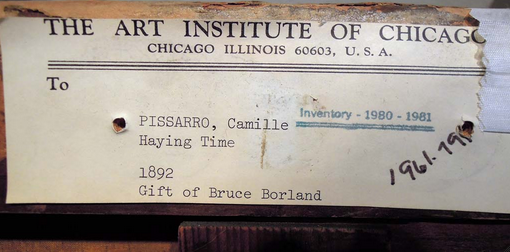 THE ART INSTITUTE OF CHICAGO
CHICAGO ILLINOIS 60603, U. S. A.
To
Inventory - 1980 - 1981
PISSARRO, Camille
Haying Time
1892
Gift of Bruce Borland